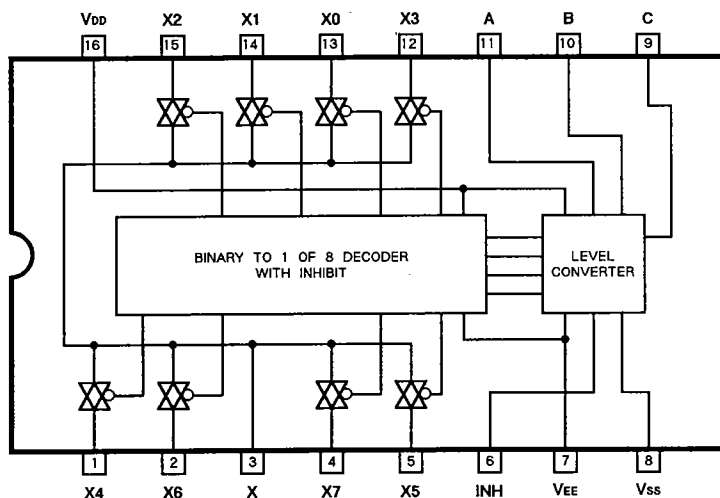 VDD X2 X1 X0 X3 A B C
16 15 14 13 12 11 10 9
BINARY TO 1 OF 8 DECODER
WITH INHIBIT
LEVEL
CONVERTER
1 2 3 4 5 6 7 8
X4 X6 X X7 X5 INH VEE VSS